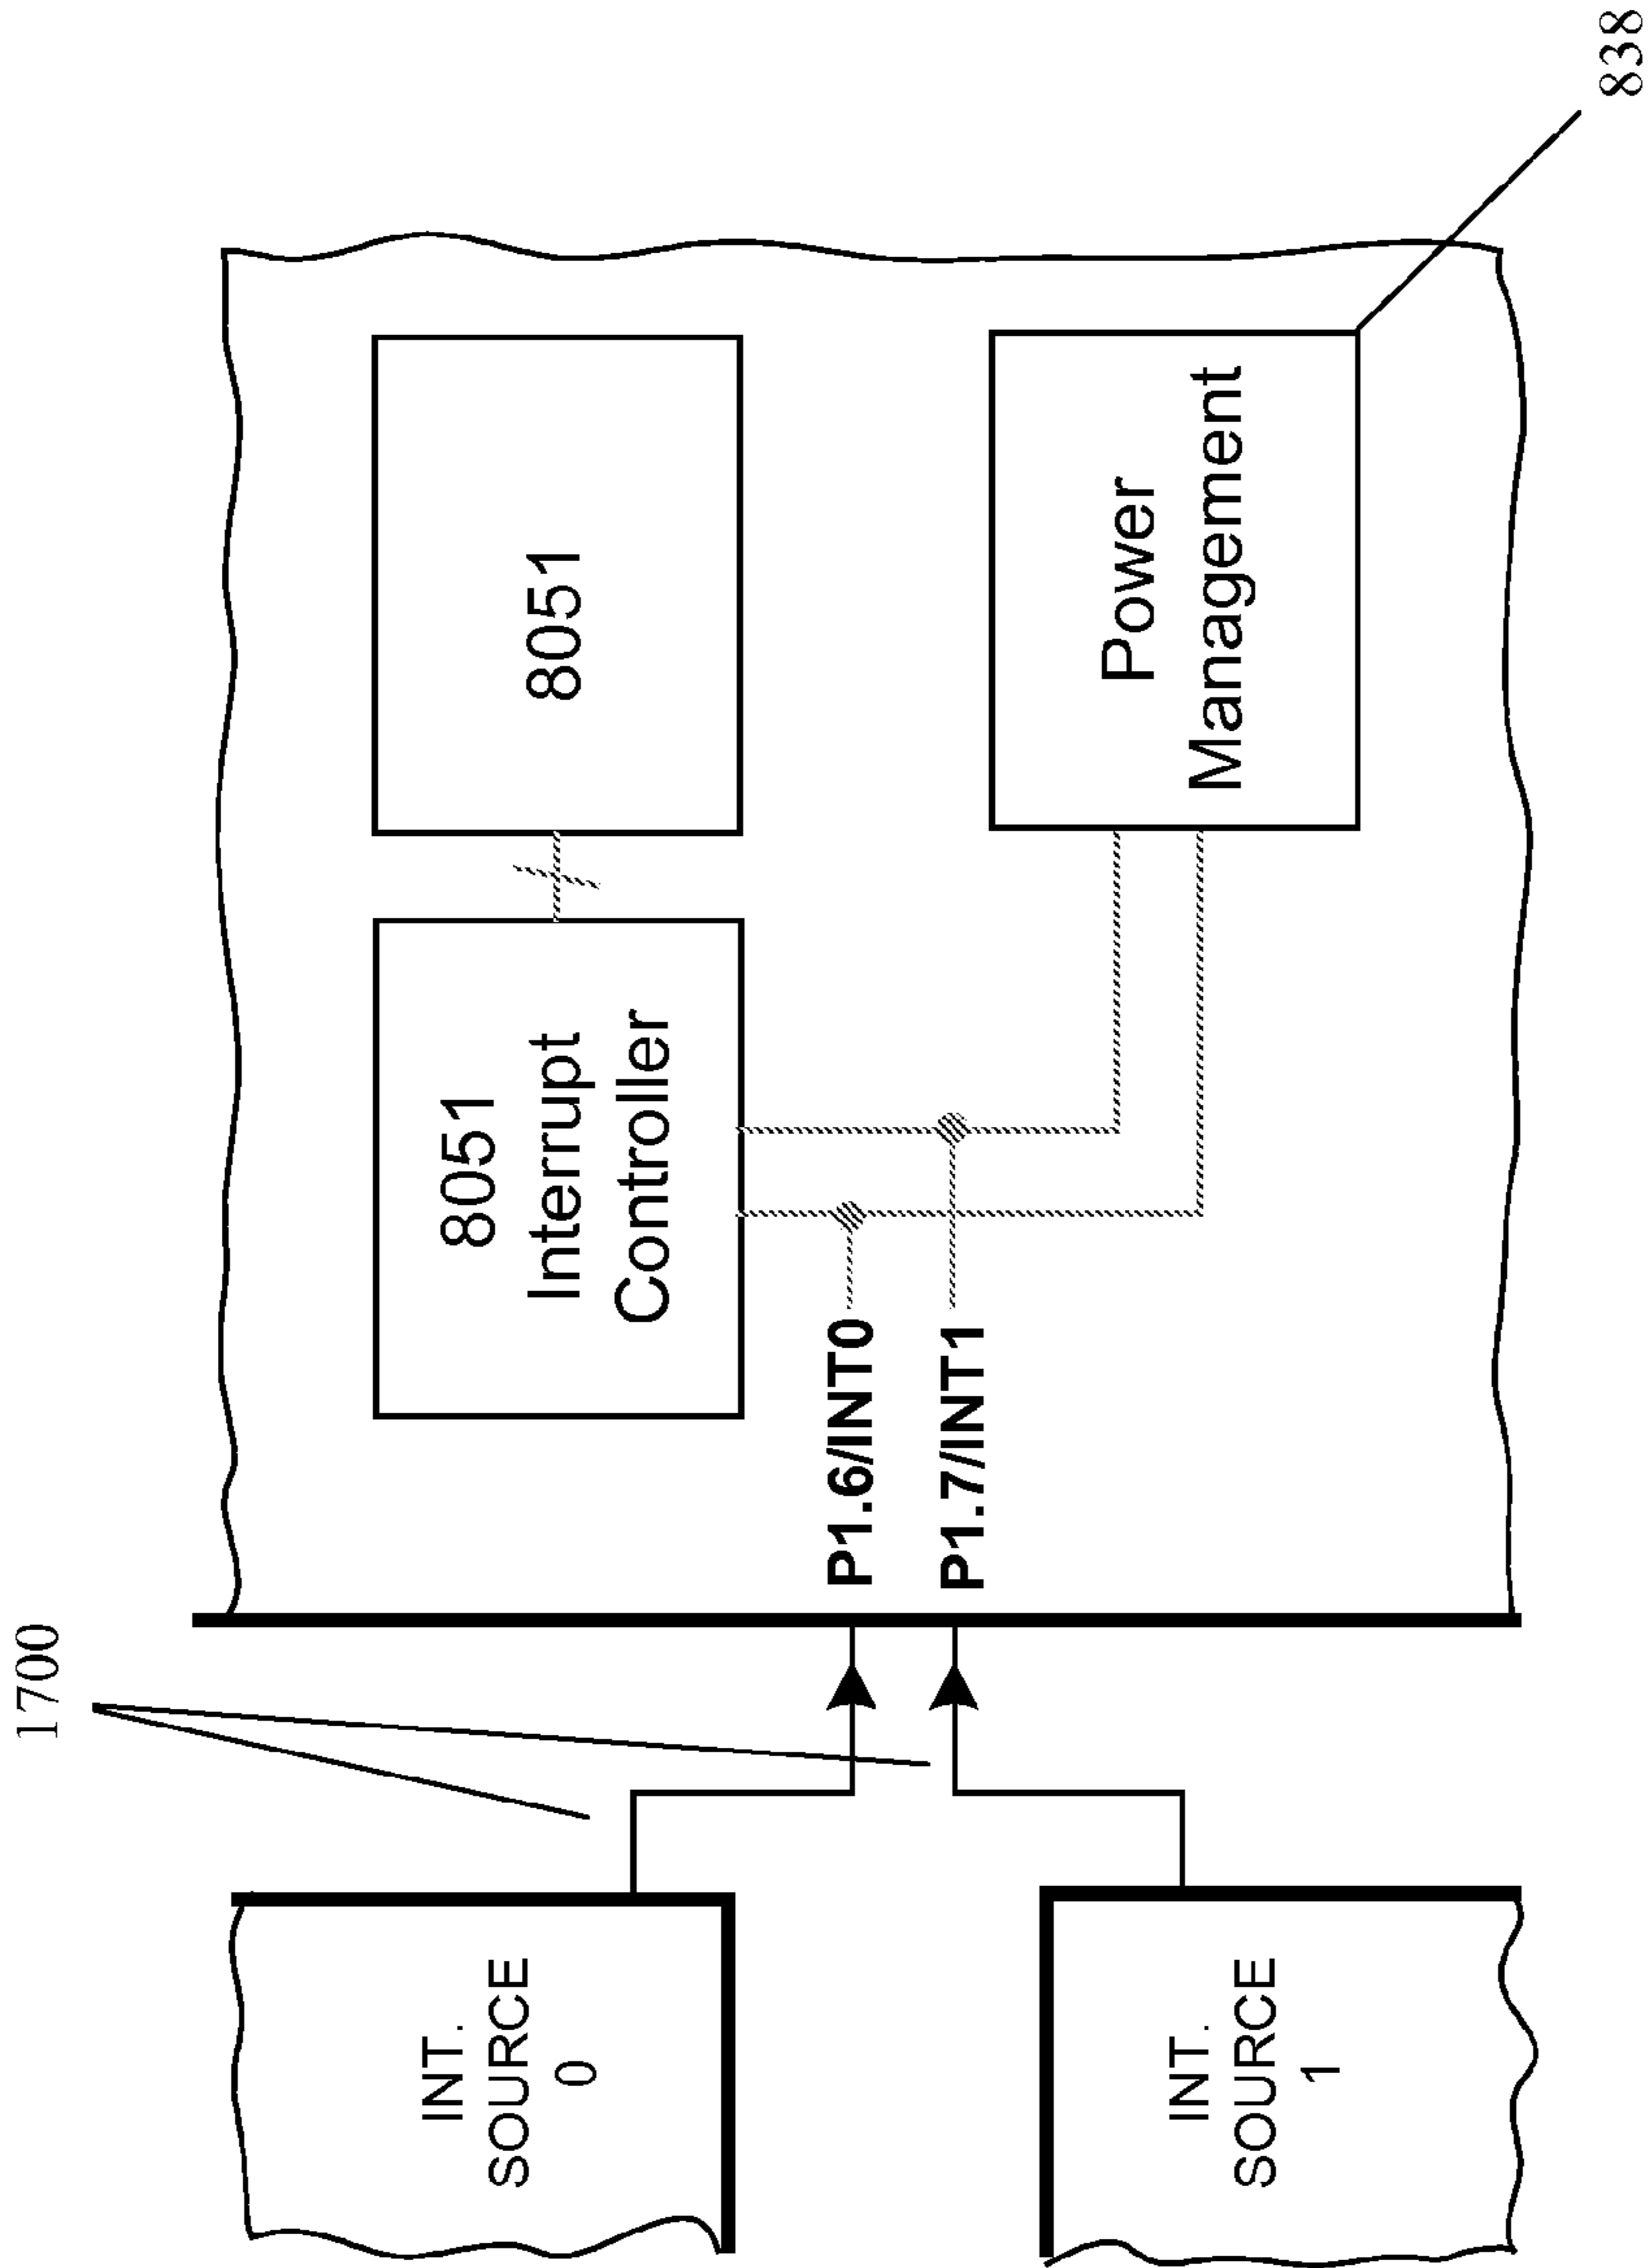 1700
INT.
SOURCE
0
INT.
SOURCE
1
P1.6/INT0
P1.7/INT1
8051
Interrupt
Controller
8051
Power
Management
838